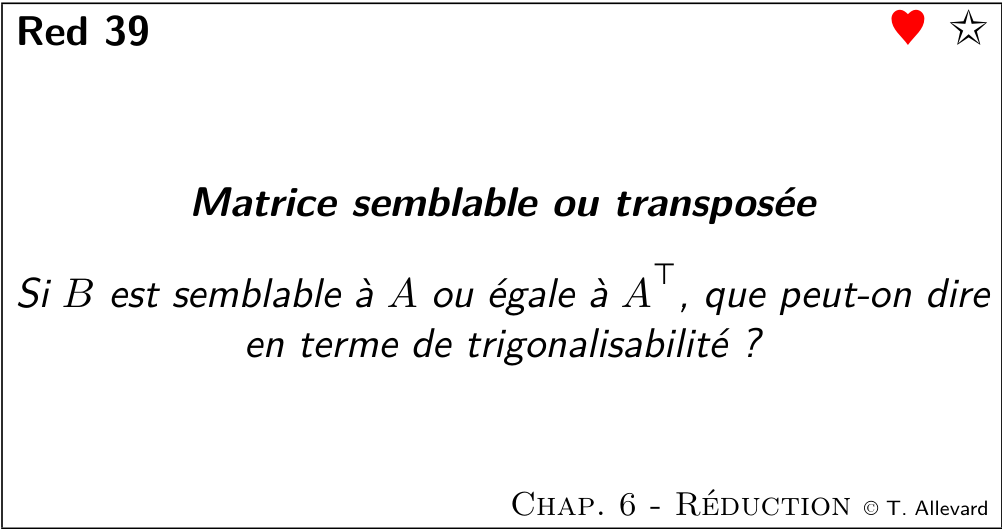 Red 39 ♥ ☆
Matrice semblable ou transposée
Si B est semblable à A ou égale à A⊤, que peut-on dire
en terme de trigonalisabilité ?
Chap. 6 - Réduction © T. Allevard